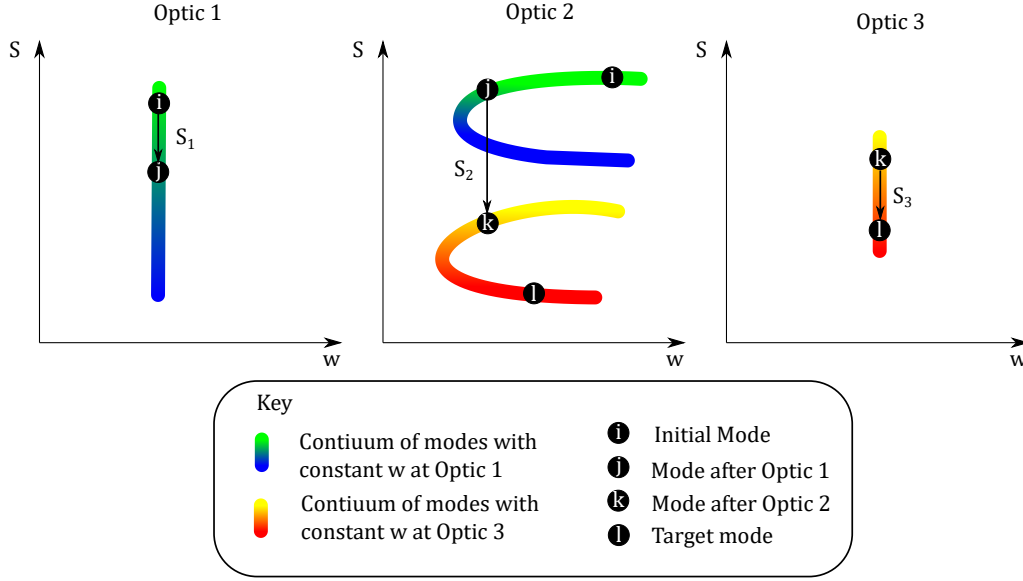 Optic 1
Optic 2
Optic 3
S
i
S1
j
w
S
j
i
S2
k
l
w
S
k
S3
l
w
Key
Contiuum of modes with
constant w at Optic 1
Contiuum of modes with
constant w at Optic 3
i Initial Mode
j Mode after Optic 1
k Mode after Optic 2
l Target mode